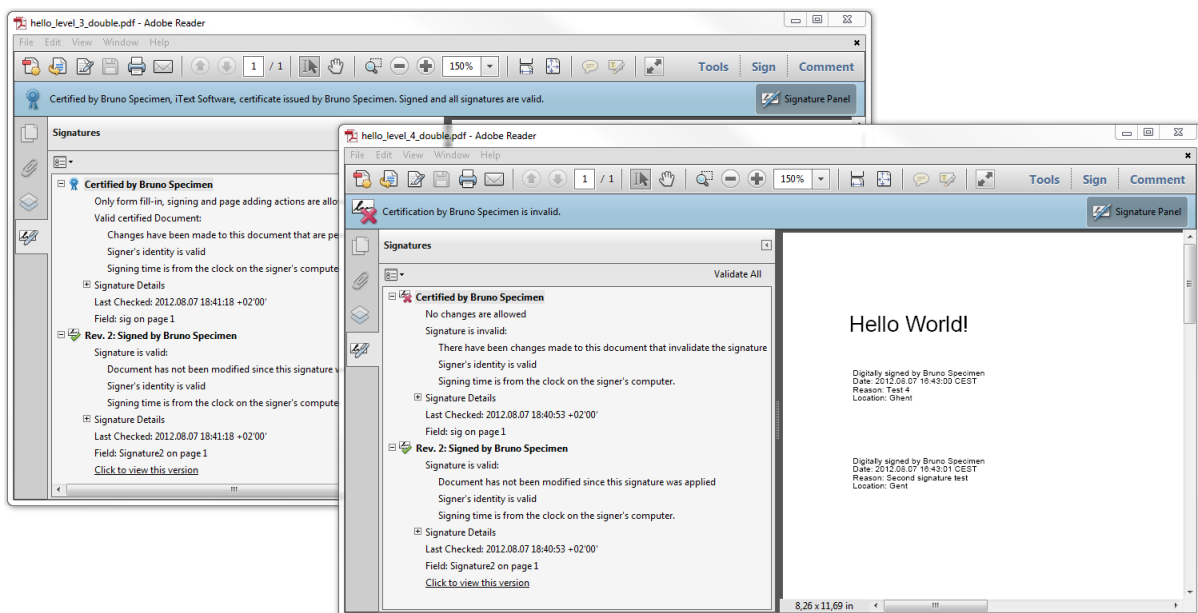 hello_level_3_double.pdf - Adobe Reader
File Edit View Window Help
1 / 1 150% Tools Sign Comment
Certified by Bruno Specimen, iText Software, certificate issued by Bruno Specimen. Signed and all signatures are valid.
Signature Panel
Signatures
Certified by Bruno Specimen
Only form fill-in, signing and page adding actions are
Valid certified Document:
Changes have been made to this document that are
Signer's identity is valid
Signing time is from the clock on the signer's
Signature Details
Last Checked: 2012.08.07 18:41:18 +02'00'
Field: sig on page 1
Rev. 2: Signed by Bruno Specimen
Signature is valid:
Document has not been modified since this signature
Signer's identity is valid
Signing time is from the clock on the signer's
Signature Details
Last Checked: 2012.08.07 18:41:18 +02'00'
Field: Signature2 on page 1
Click to view this version
hello_level_4_double.pdf - Adobe Reader
File Edit View Window Help
1 / 1 150% Tools Sign Comment
Certification by Bruno Specimen is invalid.
Signature Panel
Signatures
Validate All
Certified by Bruno Specimen
No changes are allowed
Signature is invalid:
There have been changes made to this document that invalidate the signature
Signer's identity is valid
Signing time is from the clock on the signer's computer.
Signature Details
Last Checked: 2012.08.07 18:40:53 +02'00'
Field: sig on page 1
Rev. 2: Signed by Bruno Specimen
Signature is valid:
Document has not been modified since this signature was applied
Signer's identity is valid
Signing time is from the clock on the signer's computer.
Signature Details
Last Checked: 2012.08.07 18:40:53 +02'00'
Field: Signature2 on page 1
Click to view this version
Hello World!
Digitally signed by Bruno Specimen
Date: 2012.08.07 16:43:00 CEST
Reason: Test 4
Location: Ghent
Digitally signed by Bruno Specimen
Date: 2012.08.07 16:43:01 CEST
Reason: Second signature test
Location: Gent
8,26 x 11,69 in